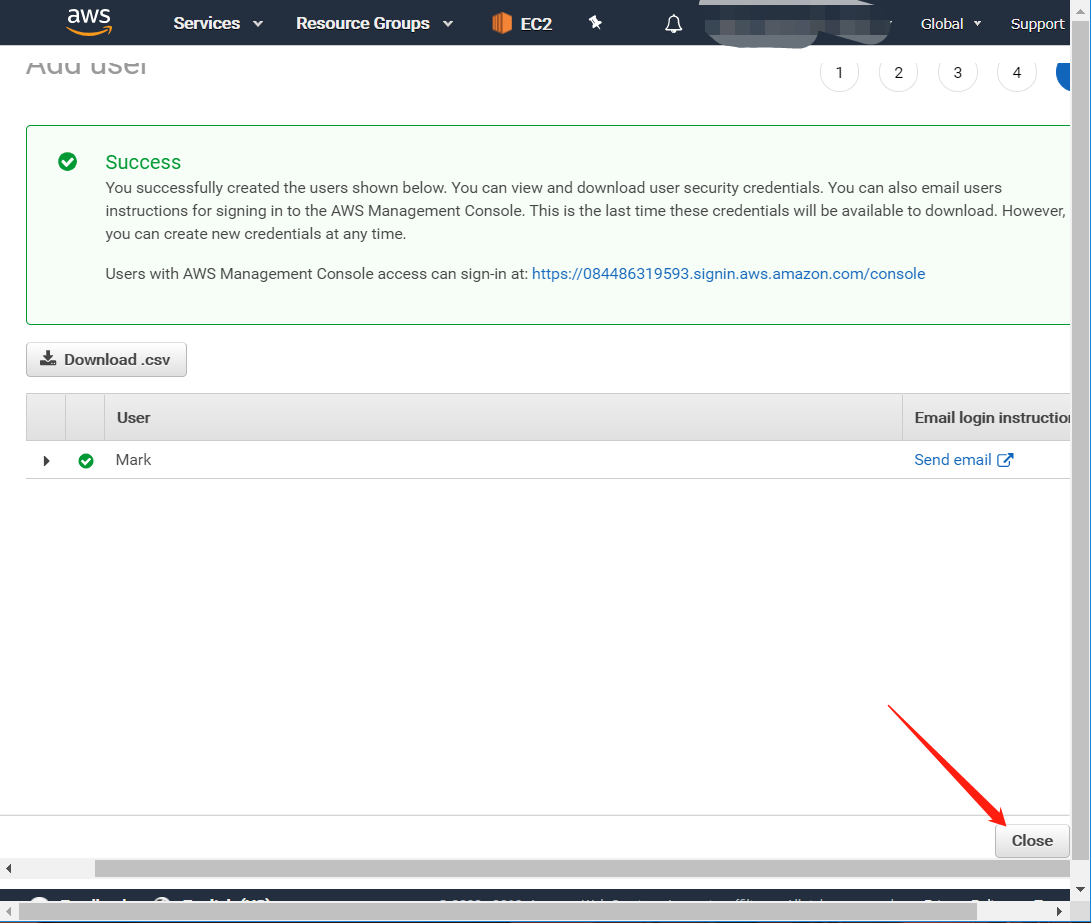 aws Services Resource Groups EC2 Global Support
Add user
1 2 3 4
Success
You successfully created the users shown below. You can view and download user security credentials. You can also email users
instructions for signing in to the AWS Management Console. This is the last time these credentials will be available to download. However,
you can create new credentials at any time.
Users with AWS Management Console access can sign-in at: https://084486319593.signin.aws.amazon.com/console
Download .csv
User Email login instruction
Mark Send email
Close